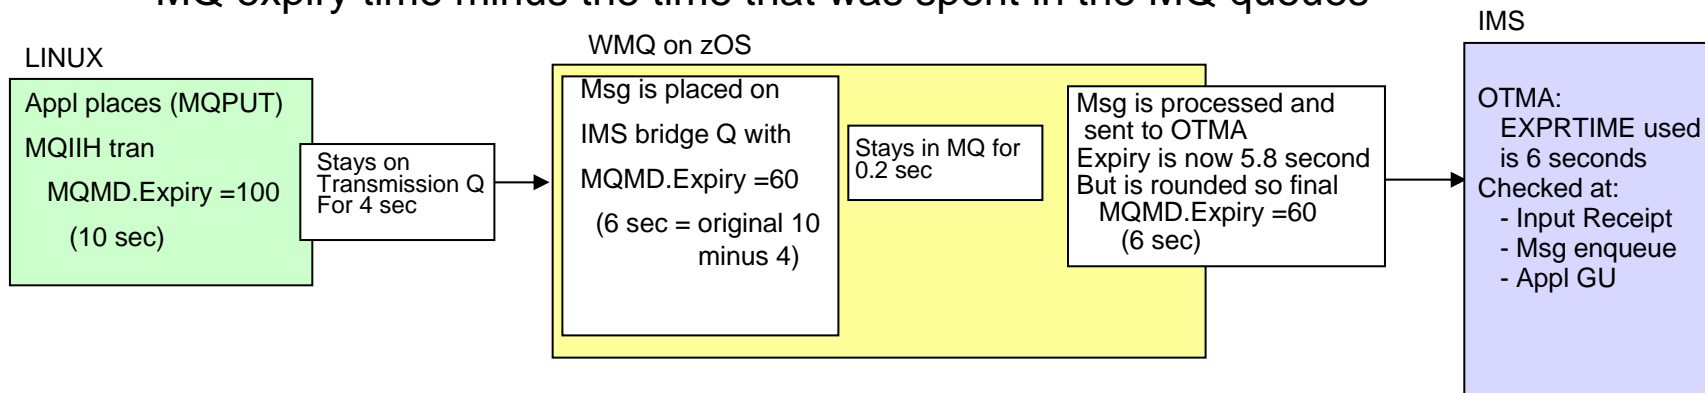 MQ expiry time minus the time that was spent in the MQ queues
LINUX
Appl places (MQPUT)
MQIIH tran
MQMD.Expiry =100
(10 sec)
Stays on
Transmission Q
For 4 sec
WMQ on zOS
Msg is placed on
IMS bridge Q with
MQMD.Expiry =60
(6 sec = original 10
minus 4)
Stays in MQ for
0.2 sec
Msg is processed and
sent to OTMA
Expiry is now 5.8 second
But is rounded so final
MQMD.Expiry =60
(6 sec)
IMS
OTMA:
EXPRTIME used
is 6 seconds
Checked at:
- Input Receipt
- Msg enqueue
- Appl GU